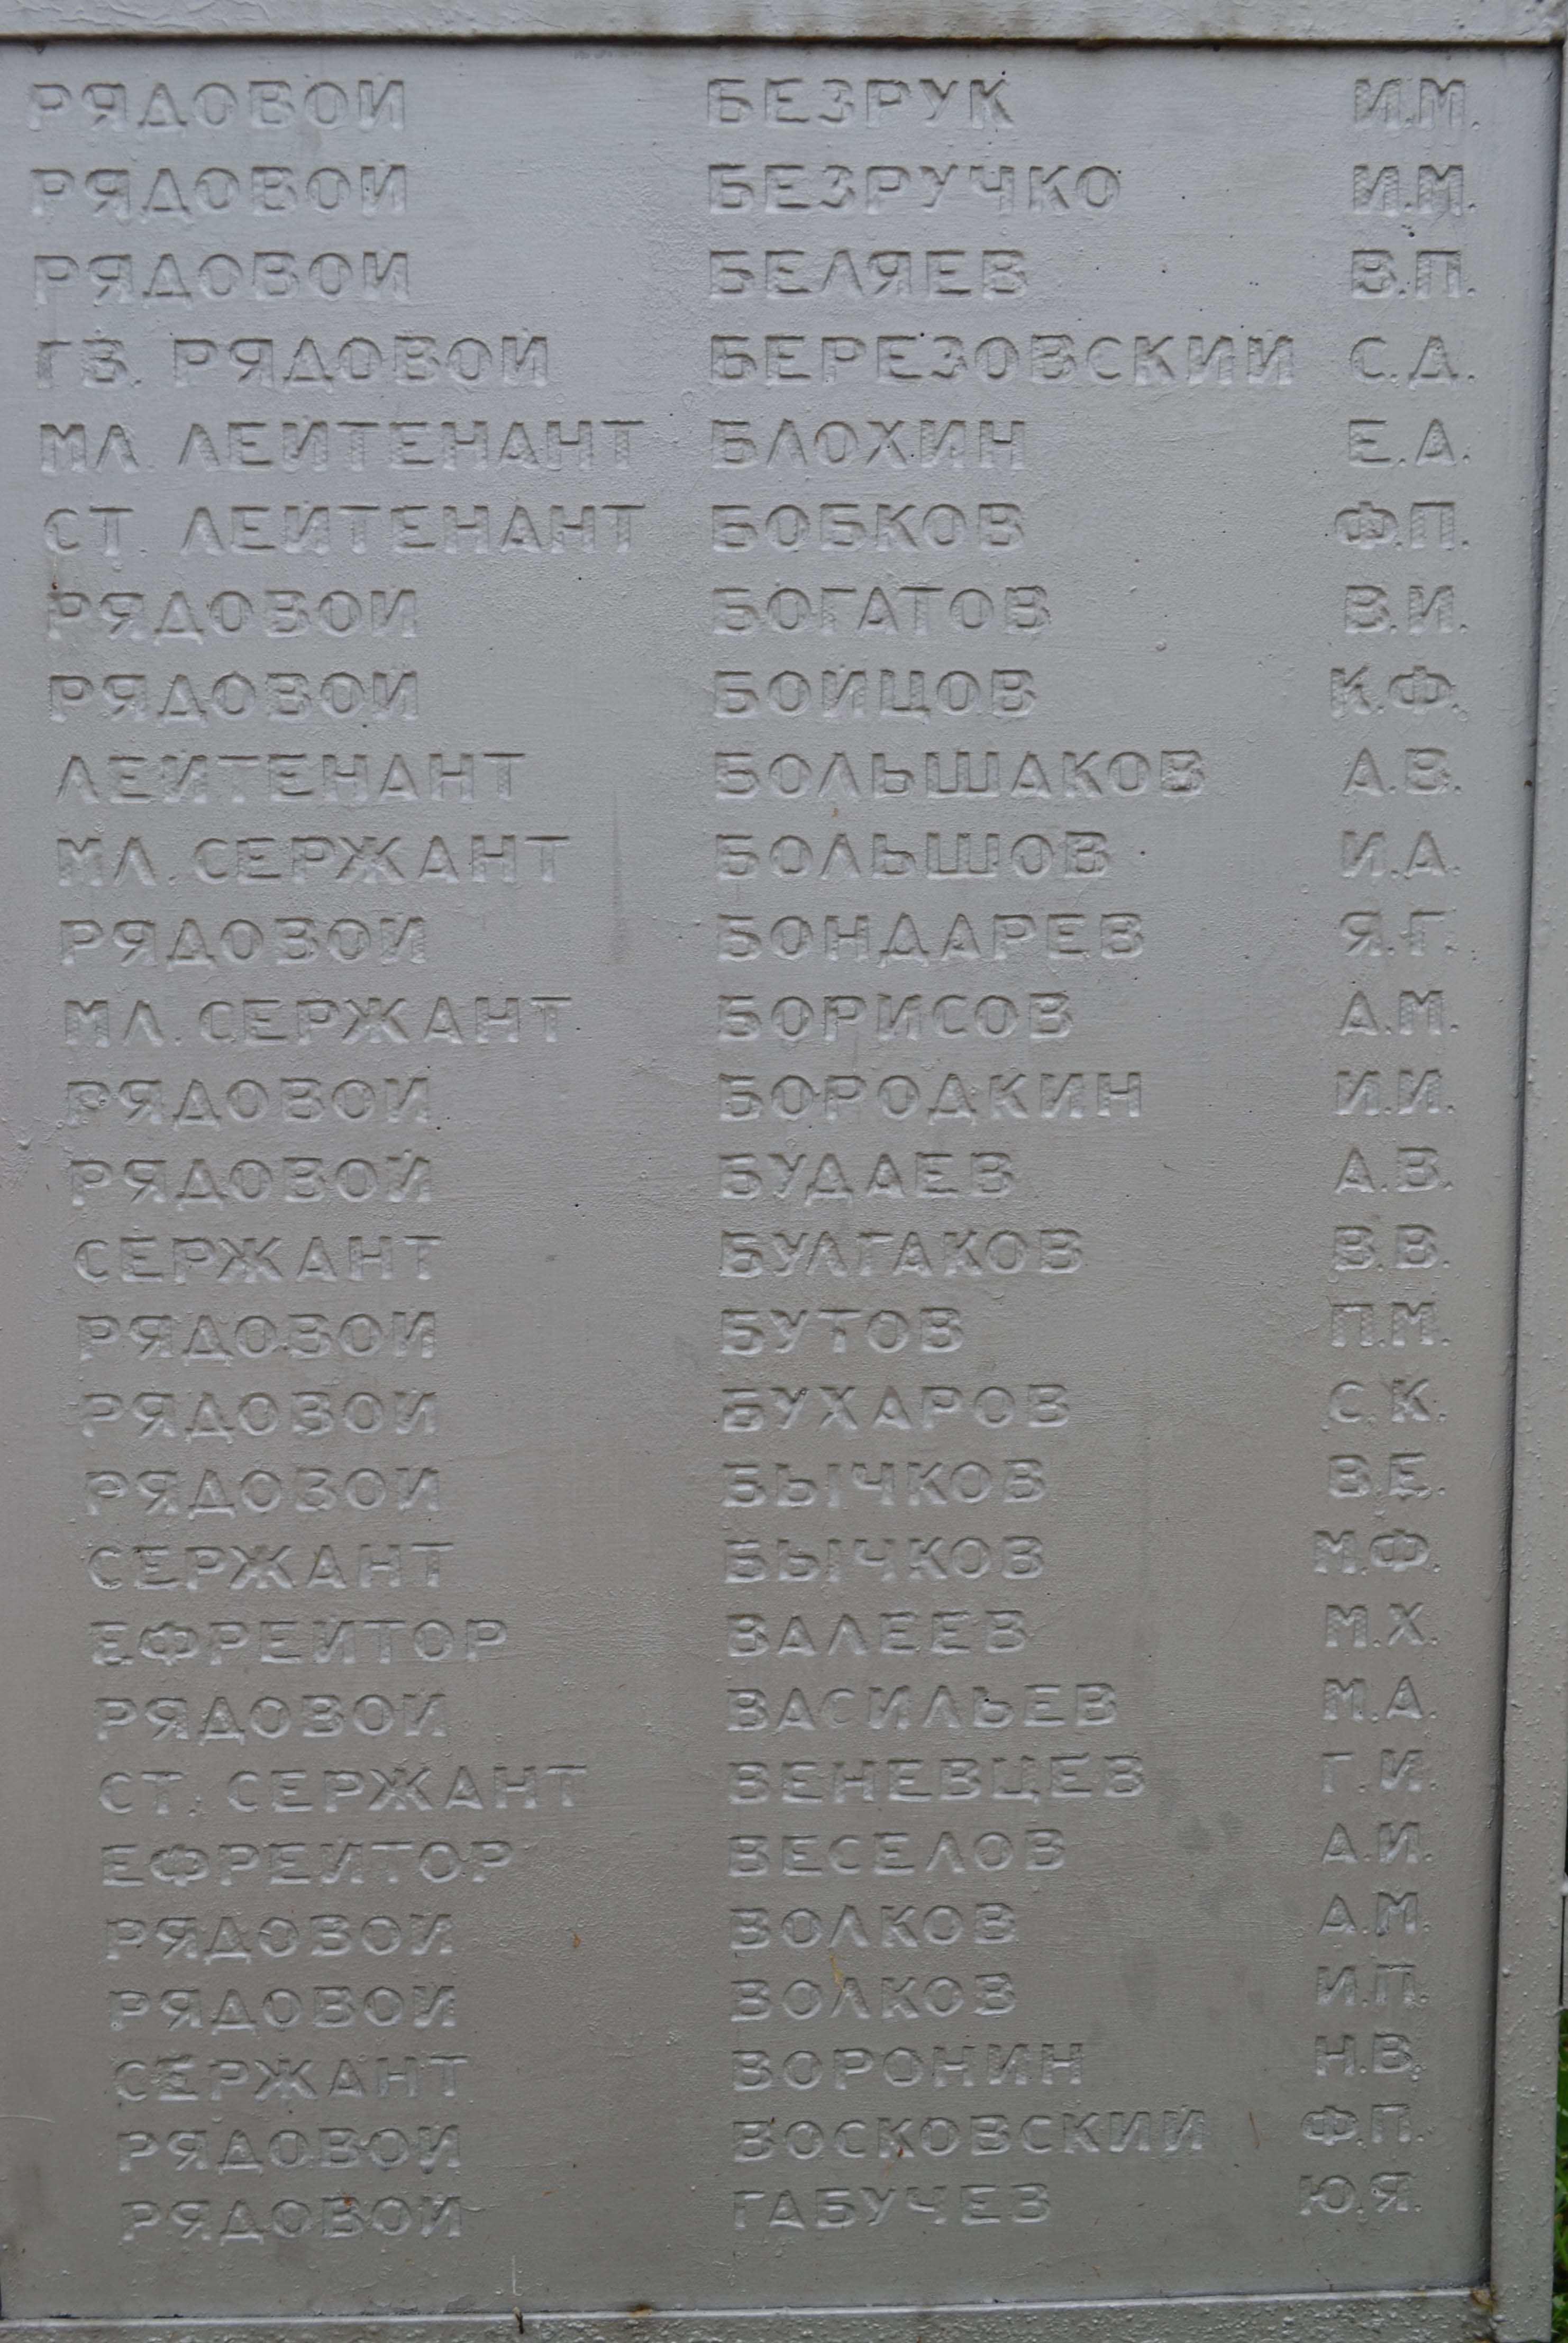 РЯДОВОЙ БЕЗРУК И.М.
РЯДОВОЙ БЕЗРУЧКО И.М.
РЯДОВОЙ БЕЛЯЕВ В.П.
ГВ. РЯДОВОЙ БЕРЕЗОВСКИЙ С.Д.
МЛ. ЛЕЙТЕНАНТ БЛОХИН Е.А.
СТ. ЛЕЙТЕНАНТ БОБКОВ Ф.П.
РЯДОВОЙ БОГАТОВ В.И.
РЯДОВОЙ БОЙЦОВ К.Ф.
ЛЕЙТЕНАНТ БОЛЬШАКОВ А.В.
МЛ. СЕРЖАНТ БОЛЬШОВ И.А.
РЯДОВОЙ БОНДАРЕВ Я.Г.
МЛ. СЕРЖАНТ БОРИСОВ А.М.
РЯДОВОЙ БОРОДКИН И.И.
РЯДОВОЙ БУДАЕВ А.В.
СЕРЖАНТ БУЛГАКОВ В.В.
РЯДОВОЙ БУТОВ П.М.
РЯДОВОЙ БУХАРОВ С.К.
РЯДОВОЙ БЫЧКОВ В.Е.
СЕРЖАНТ БЫЧКОВ М.Ф.
ЕФРЕЙТОР ВАЛЕЕВ М.Х.
РЯДОВОЙ ВАСИЛЬЕВ М.А.
СТ. СЕРЖАНТ ВЕНЕВЦЕВ Г.И.
ЕФРЕЙТОР ВЕСЕЛОВ А.И.
РЯДОВОЙ ВОЛКОВ А.М.
РЯДОВОЙ ВОЛКОВ И.П.
СЕРЖАНТ ВОРОНИН Н.В.
РЯДОВОЙ ВОСКОВСКИЙ Ф.П.
РЯДОВОЙ ГАБУЧЕВ Ю.Я.